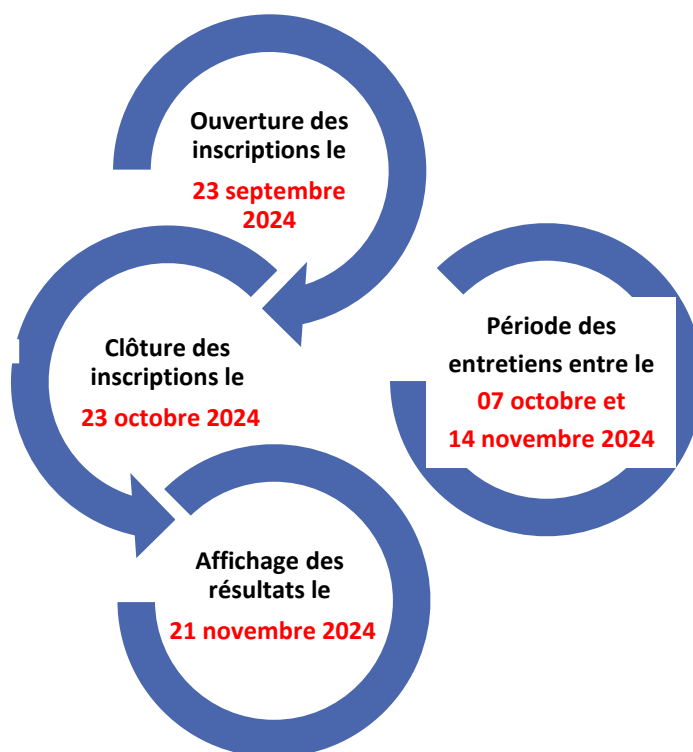 Ouverture des
inscriptions le
23 septembre
2024
Clôture des
inscriptions le
23 octobre 2024
Période des
entretiens entre le
07 octobre et
14 novembre 2024
Affichage des
résultats le
21 novembre 2024